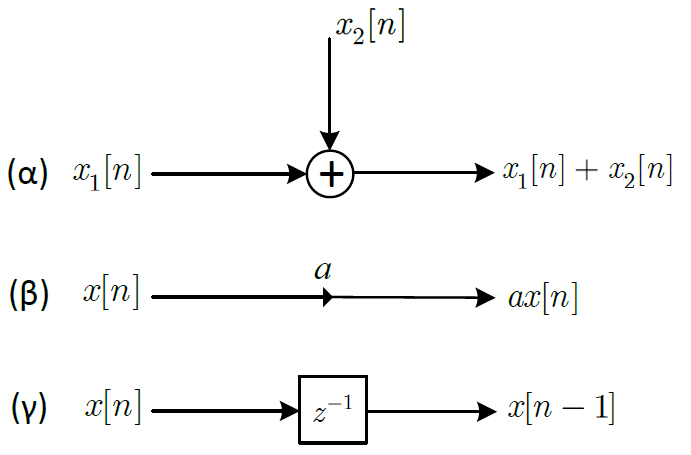 x₂[n]
(α) x₁[n] + x₁[n] + x₂[n]
a
(β) x[n] ax[n]
(γ) x[n] z⁻¹ x[n − 1]